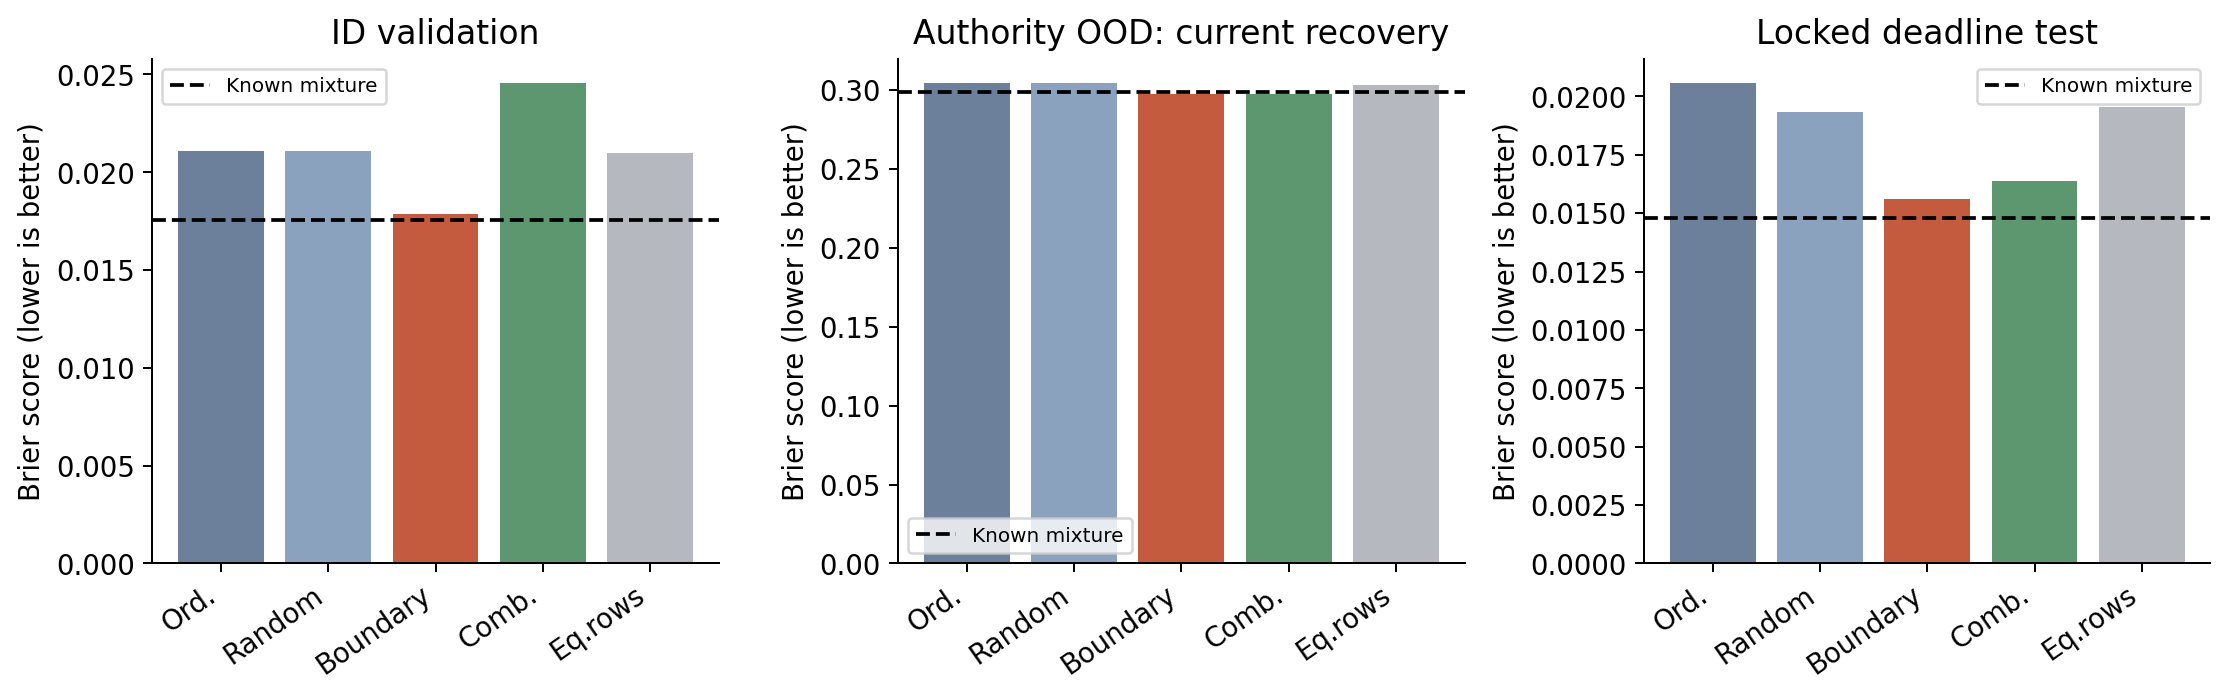 ID validation
Known mixture
Brier score (lower is better)
0.025
0.020
0.015
0.010
0.005
0.000
Ord.
Random
Boundary
Comb.
Eq.rows
Authority OOD: current recovery
Brier score (lower is better)
0.30
0.25
0.20
0.15
0.10
0.05
0.00
Known mixture
Ord.
Random
Boundary
Comb.
Eq.rows
Locked deadline test
Known mixture
Brier score (lower is better)
0.0200
0.0175
0.0150
0.0125
0.0100
0.0075
0.0050
0.0025
0.0000
Ord.
Random
Boundary
Comb.
Eq.rows